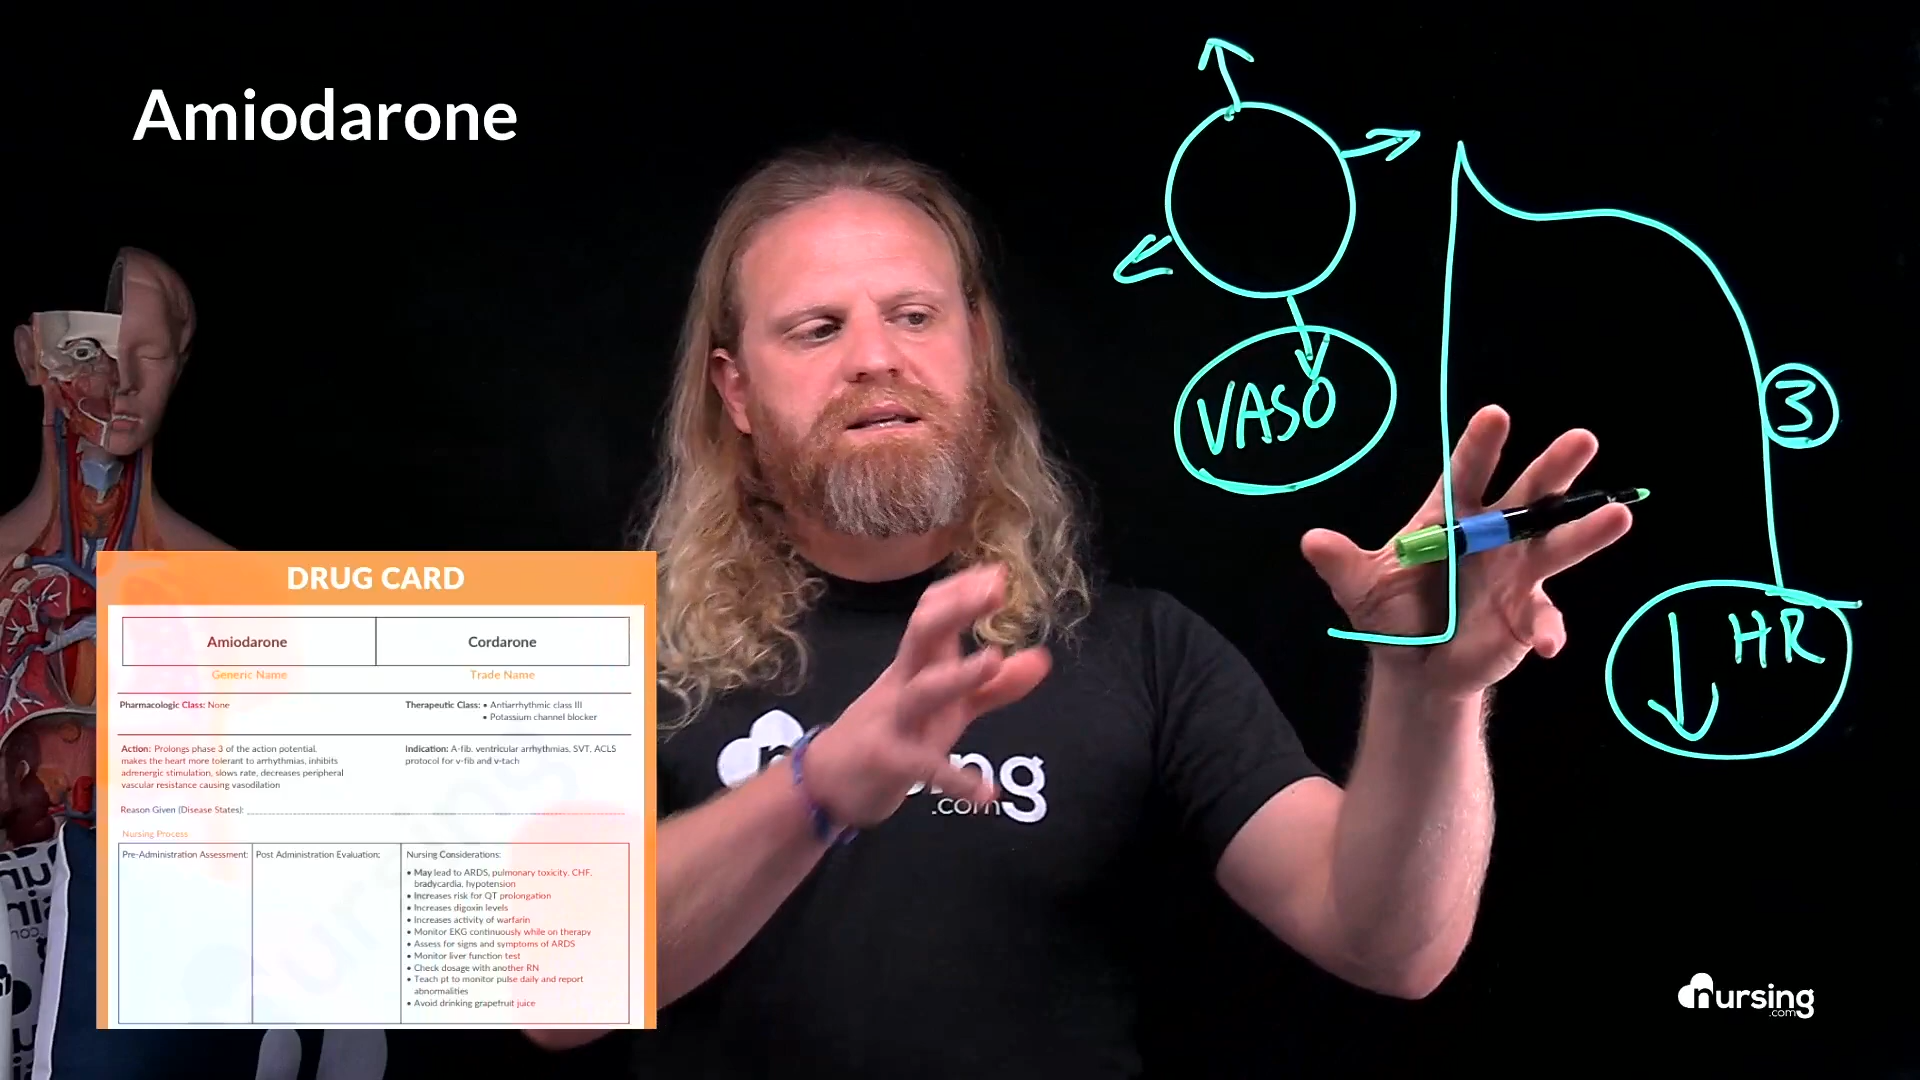 Amiodarone
VASO
3
↓ HR
DRUG CARD
Amiodarone
Cordarone
Generic Name
Trade Name
Pharmacologic Class: None
Therapeutic Class: • Antiarrhythmic class III
• Potassium channel blocker
Action: Prolongs phase 3 of the action potential,
makes the heart more tolerant to arrhythmias, inhibits
adrenergic stimulation, slows rate, decreases peripheral
vascular resistance causing vasodilation
Indication: A-fib. ventricular arrhythmias, SVT, ACLS
protocol for v-fib and v-tach
Reason Given (Disease States):
Nursing Process
Pre-Administration Assessment:
Post Administration Evaluation:
Nursing Considerations:
• May lead to ARDS, pulmonary toxicity. CHF,
bradycardia, hypotension
• Increases risk for QT prolongation
• Increases digoxin levels
• Increases activity of warfarin
• Monitor EKG continuously while on therapy
• Assess for signs and symptoms of ARDS
• Monitor liver function test
• Check dosage with another RN
• Teach pt to monitor pulse daily and report
abnormalities
• Avoid drinking grapefruit juice
.com
nursing
.com